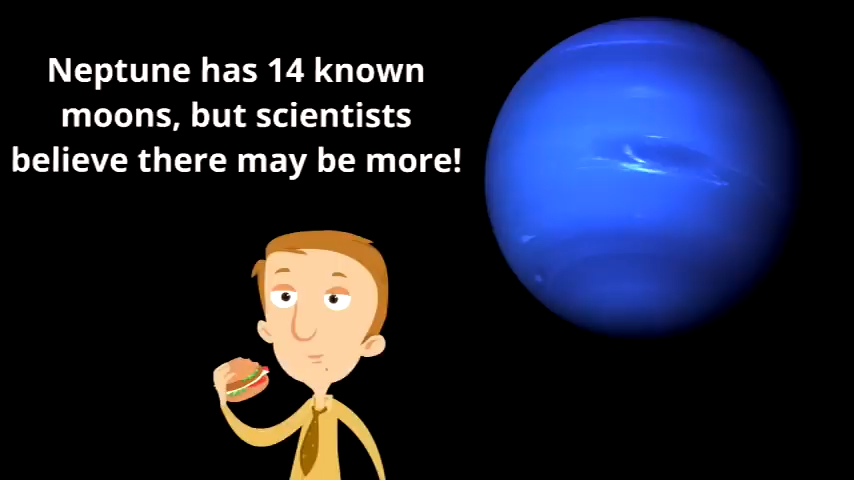 Neptune has 14 known
moons, but scientists
believe there may be more!